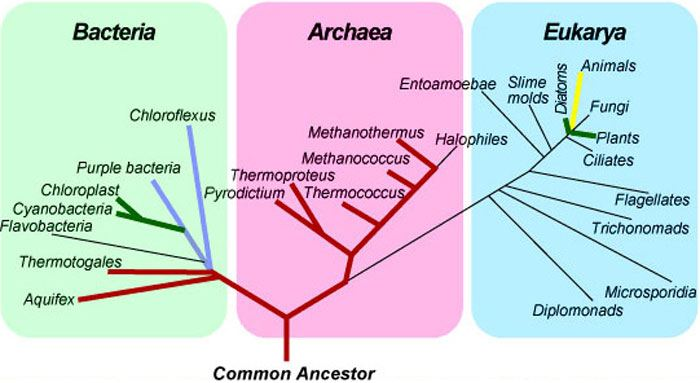 Bacteria
Archaea
Eukarya
Chloroflexus
Purple bacteria
Chloroplast
Cyanobacteria
Flavobacteria
Thermotogales
Aquifex
Methanothermus
Halophiles
Methanococcus
Thermoproteus
Pyrodictium
Thermococcus
Entoamoebae
Slime
molds
Diatoms
Animals
Fungi
Plants
Ciliates
Flagellates
Trichonomads
Microsporidia
Diplomonads
Common Ancestor